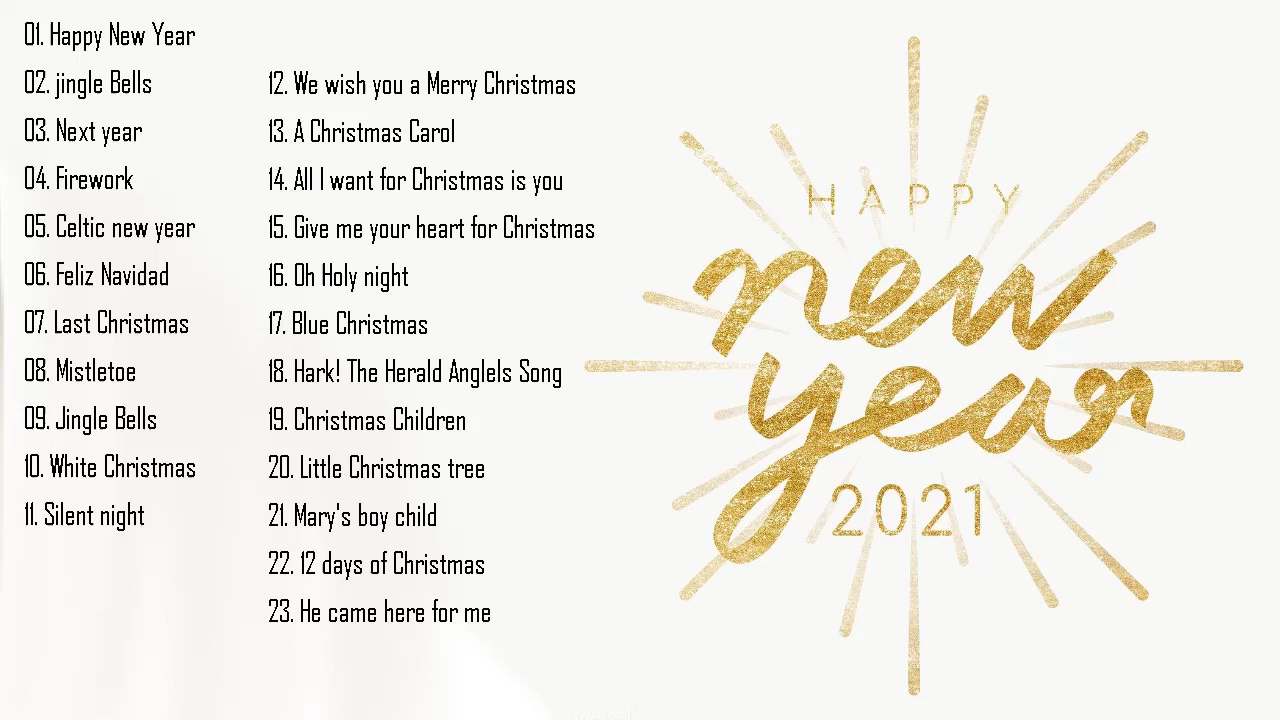 01. Happy New Year
02. jingle Bells
03. Next year
04. Firework
05. Celtic new year
06. Feliz Navidad
07. Last Christmas
08. Mistletoe
09. Jingle Bells
10. White Christmas
11. Silent night
12. We wish you a Merry Christmas
13. A Christmas Carol
14. All I want for Christmas is you
15. Give me your heart for Christmas
16. Oh Holy night
17. Blue Christmas
18. Hark! The Herald Anglels Song
19. Christmas Children
20. Little Christmas tree
21. Mary's boy child
22. 12 days of Christmas
23. He came here for me
HAPPY
new
year
2021